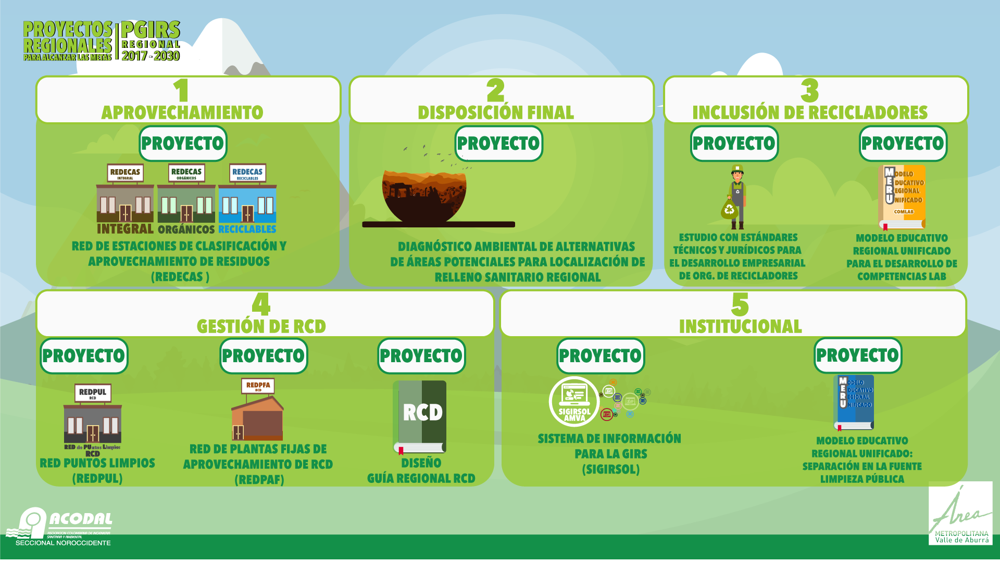 PROYECTOS
REGIONALES
PARA ALCANZAR LAS METAS
PGIRS
REGIONAL
2017 - 2030
1
APROVECHAMIENTO
PROYECTO
REDECAS
INTEGRAL
REDECAS
ORGÁNICOS
REDECAS
RECICLABLES
INTEGRAL
ORGÁNICOS
RECICLABLES
RED DE ESTACIONES DE CLASIFICACIÓN Y
APROVECHAMIENTO DE RESIDUOS
(REDECAS )
2
DISPOSICIÓN FINAL
PROYECTO
DIAGNÓSTICO AMBIENTAL DE ALTERNATIVAS
DE ÁREAS POTENCIALES PARA LOCALIZACIÓN DE
RELLENO SANITARIO REGIONAL
3
INCLUSIÓN DE RECICLADORES
PROYECTO
ESTUDIO CON ESTÁNDARES
TÉCNICOS Y JURÍDICOS PARA
EL DESARROLLO EMPRESARIAL
DE ORG. DE RECICLADORES
PROYECTO
MODELO
EDUCATIVO
REGIONAL
UNIFICADO
COMLAB
MODELO EDUCATIVO
REGIONAL UNIFICADO
PARA EL DESARROLLO DE
COMPETENCIAS LAB
4
GESTIÓN DE RCD
PROYECTO
REDPUL
RCD
RED de PUntos Limpios
RCD
RED PUNTOS LIMPIOS
(REDPUL)
PROYECTO
REDPFA
RCD
RED DE PLANTAS FIJAS DE
APROVECHAMIENTO DE RCD
(REDPAF)
PROYECTO
RCD
DISEÑO
GUÍA REGIONAL RCD
5
INSTITUCIONAL
PROYECTO
SIGIRSOL
AMVA
SISTEMA DE INFORMACIÓN
PARA LA GIRS
(SIGIRSOL)
PROYECTO
MODELO
EDUCATIVO
REGIONAL
UNIFICADO
MODELO EDUCATIVO
REGIONAL UNIFICADO:
SEPARACIÓN EN LA FUENTE
LIMPIEZA PÚBLICA
ACODAL
ASOCIACION COLOMBIANA DE INGENIERIA
SANITARIA Y AMBIENTAL
SECCIONAL NOROCCIDENTE
Área
METROPOLITANA
Valle de Aburrá